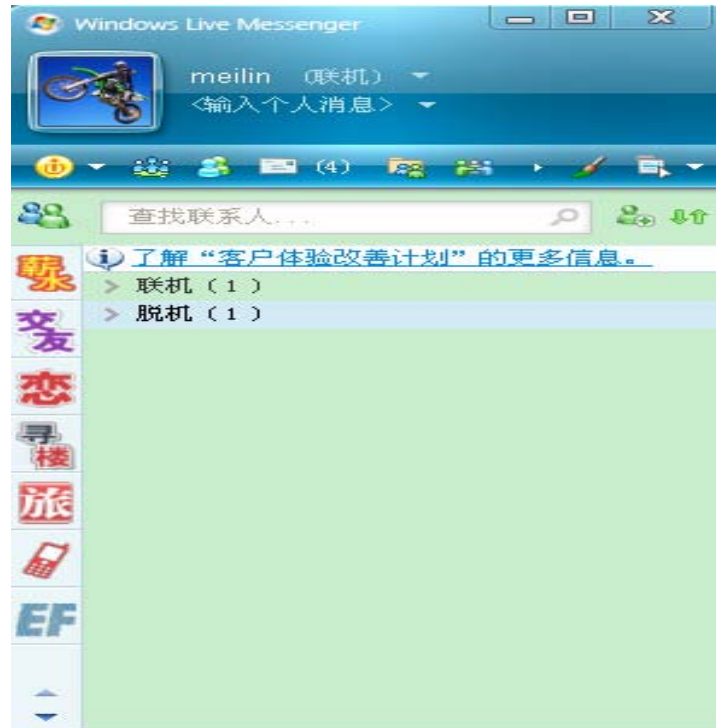 Windows Live Messenger
meilin （联机）
<输入个人消息>
(4)
查找联系人...
了解“客户体验改善计划”的更多信息。
联机（1）
脱机（1）
薪水
交友
恋
寻楼
旅
EF